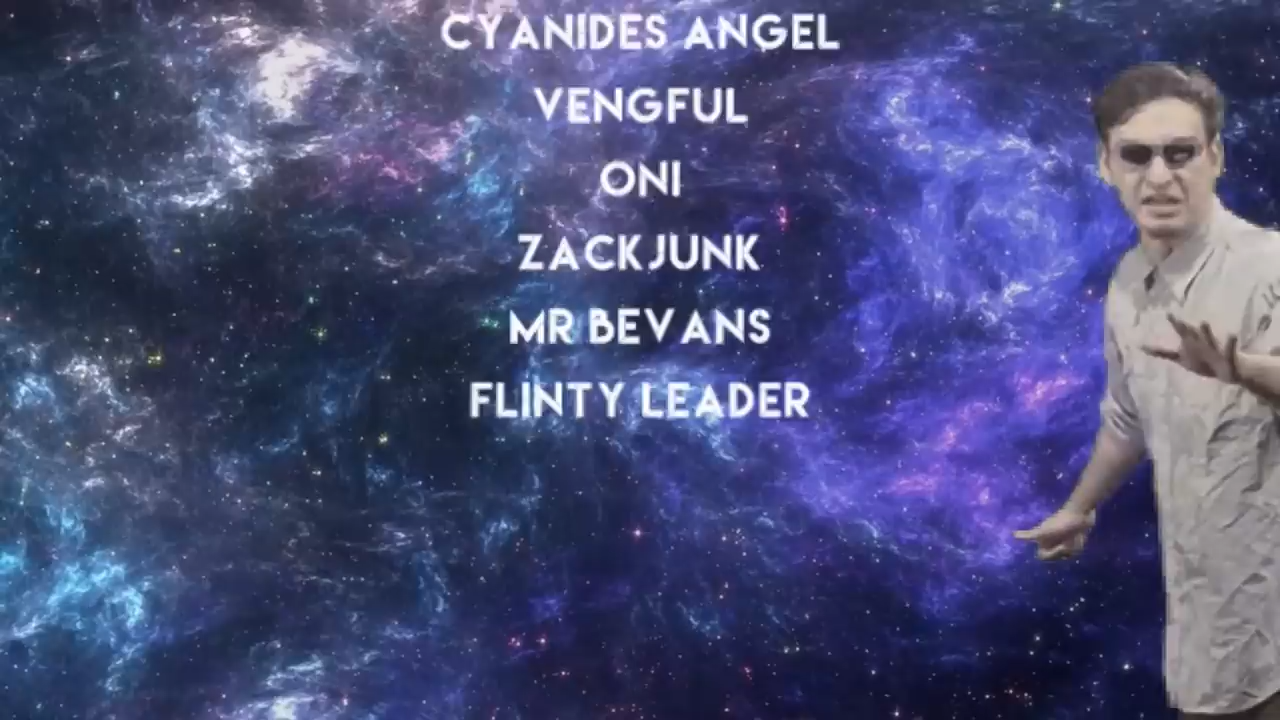 CYANIDES ANGEL
VENGFUL
ONI
ZACKJUNK
MR BEVANS
FLINTY LEADER